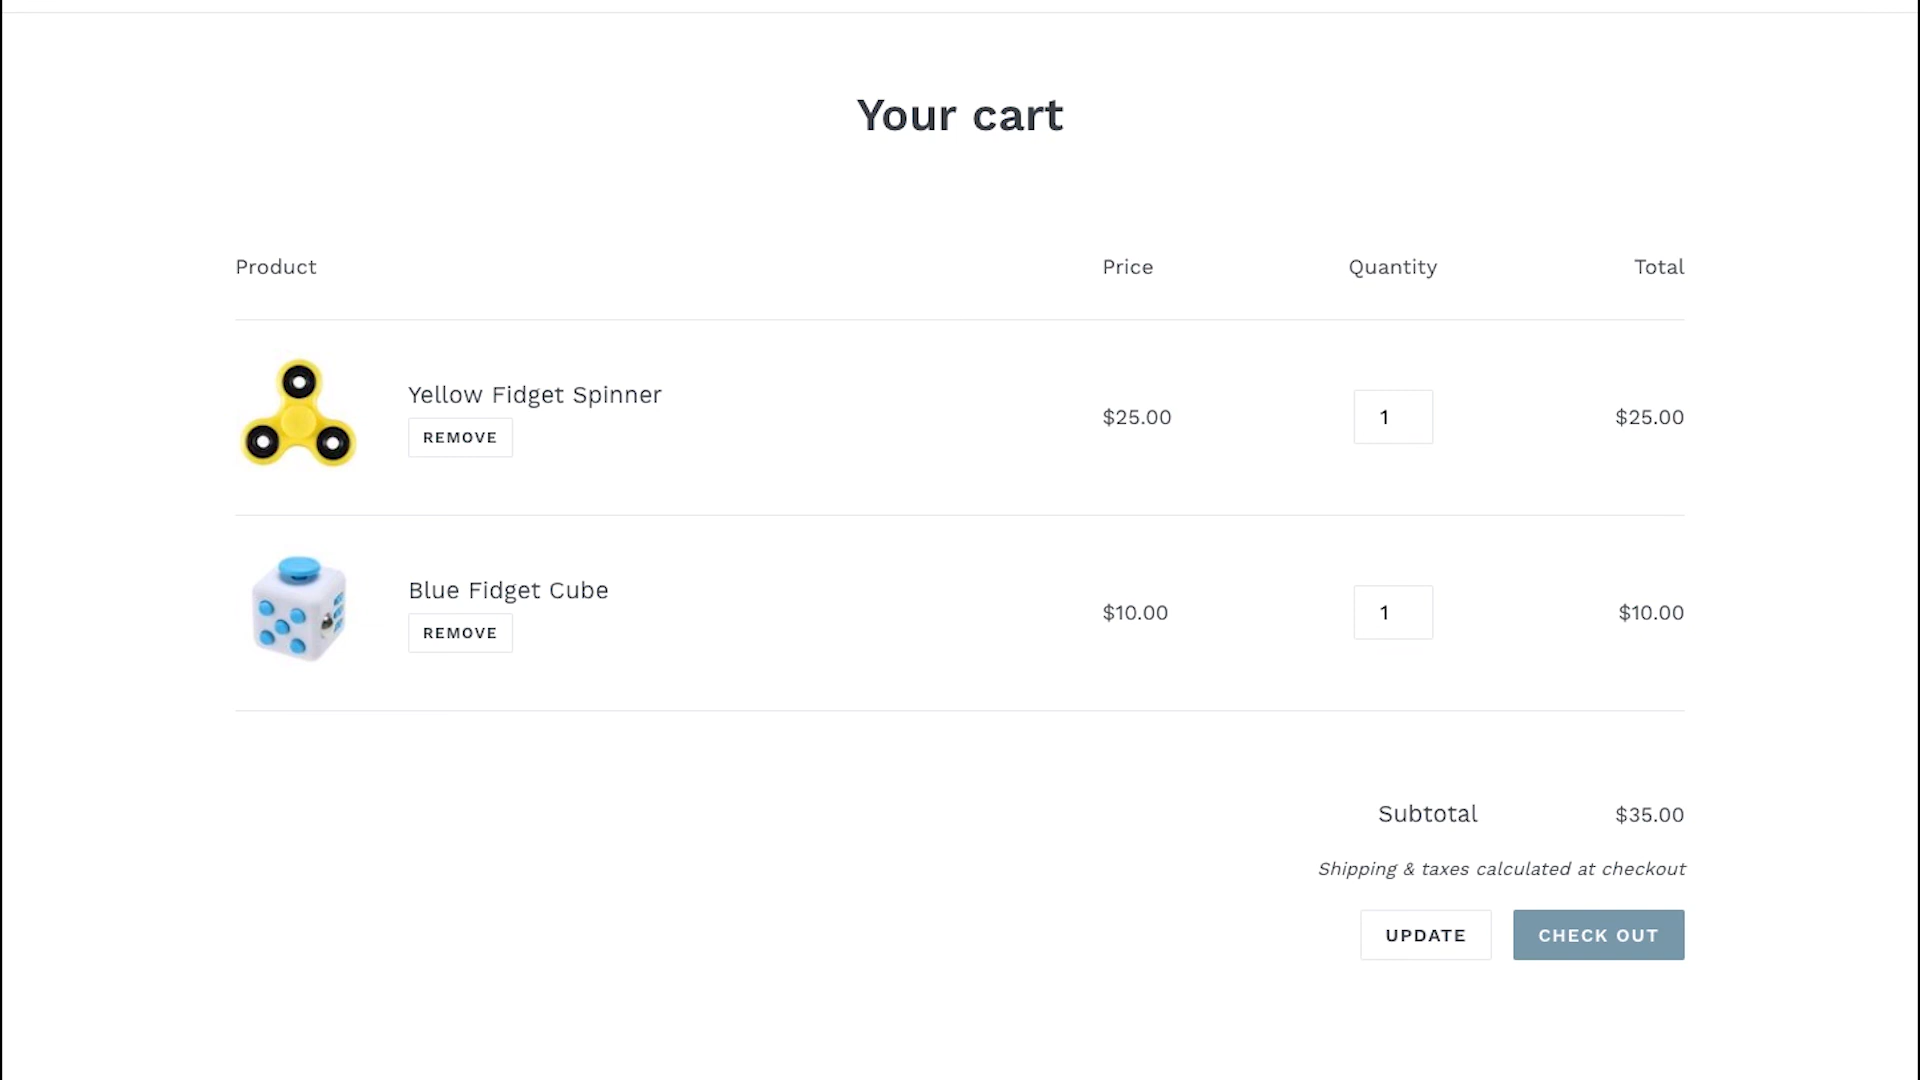 Your cart
Product Price Quantity Total
Yellow Fidget Spinner
REMOVE
$25.00 1 $25.00
Blue Fidget Cube
REMOVE
$10.00 1 $10.00
Subtotal $35.00
Shipping & taxes calculated at checkout
UPDATE CHECK OUT